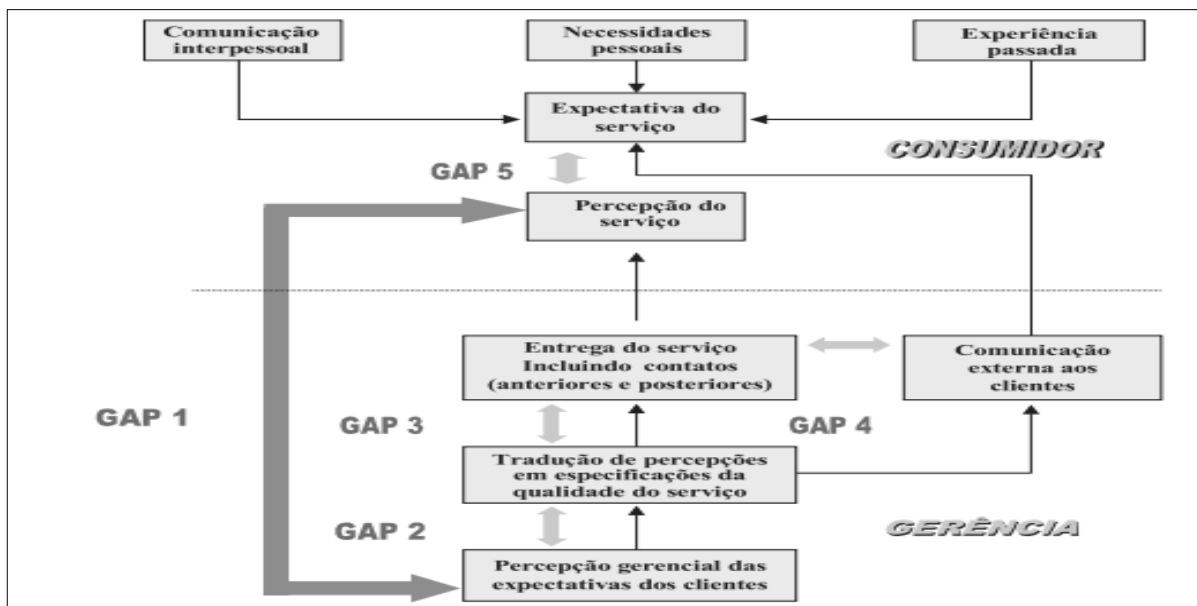 Comunicação
interpessoal
Necessidades
pessoais
Experiência
passada
Expectativa do
serviço
CONSUMIDOR
GAP 5
Percepção do
serviço
Entrega do serviço
Incluindo contatos
(anteriores e posteriores)
Comunicação
externa aos
clientes
GAP 1
GAP 3
GAP 4
Tradução de percepções
em especificações da
qualidade do serviço
GAP 2
GERÊNCIA
Percepção gerencial das
expectativas dos clientes